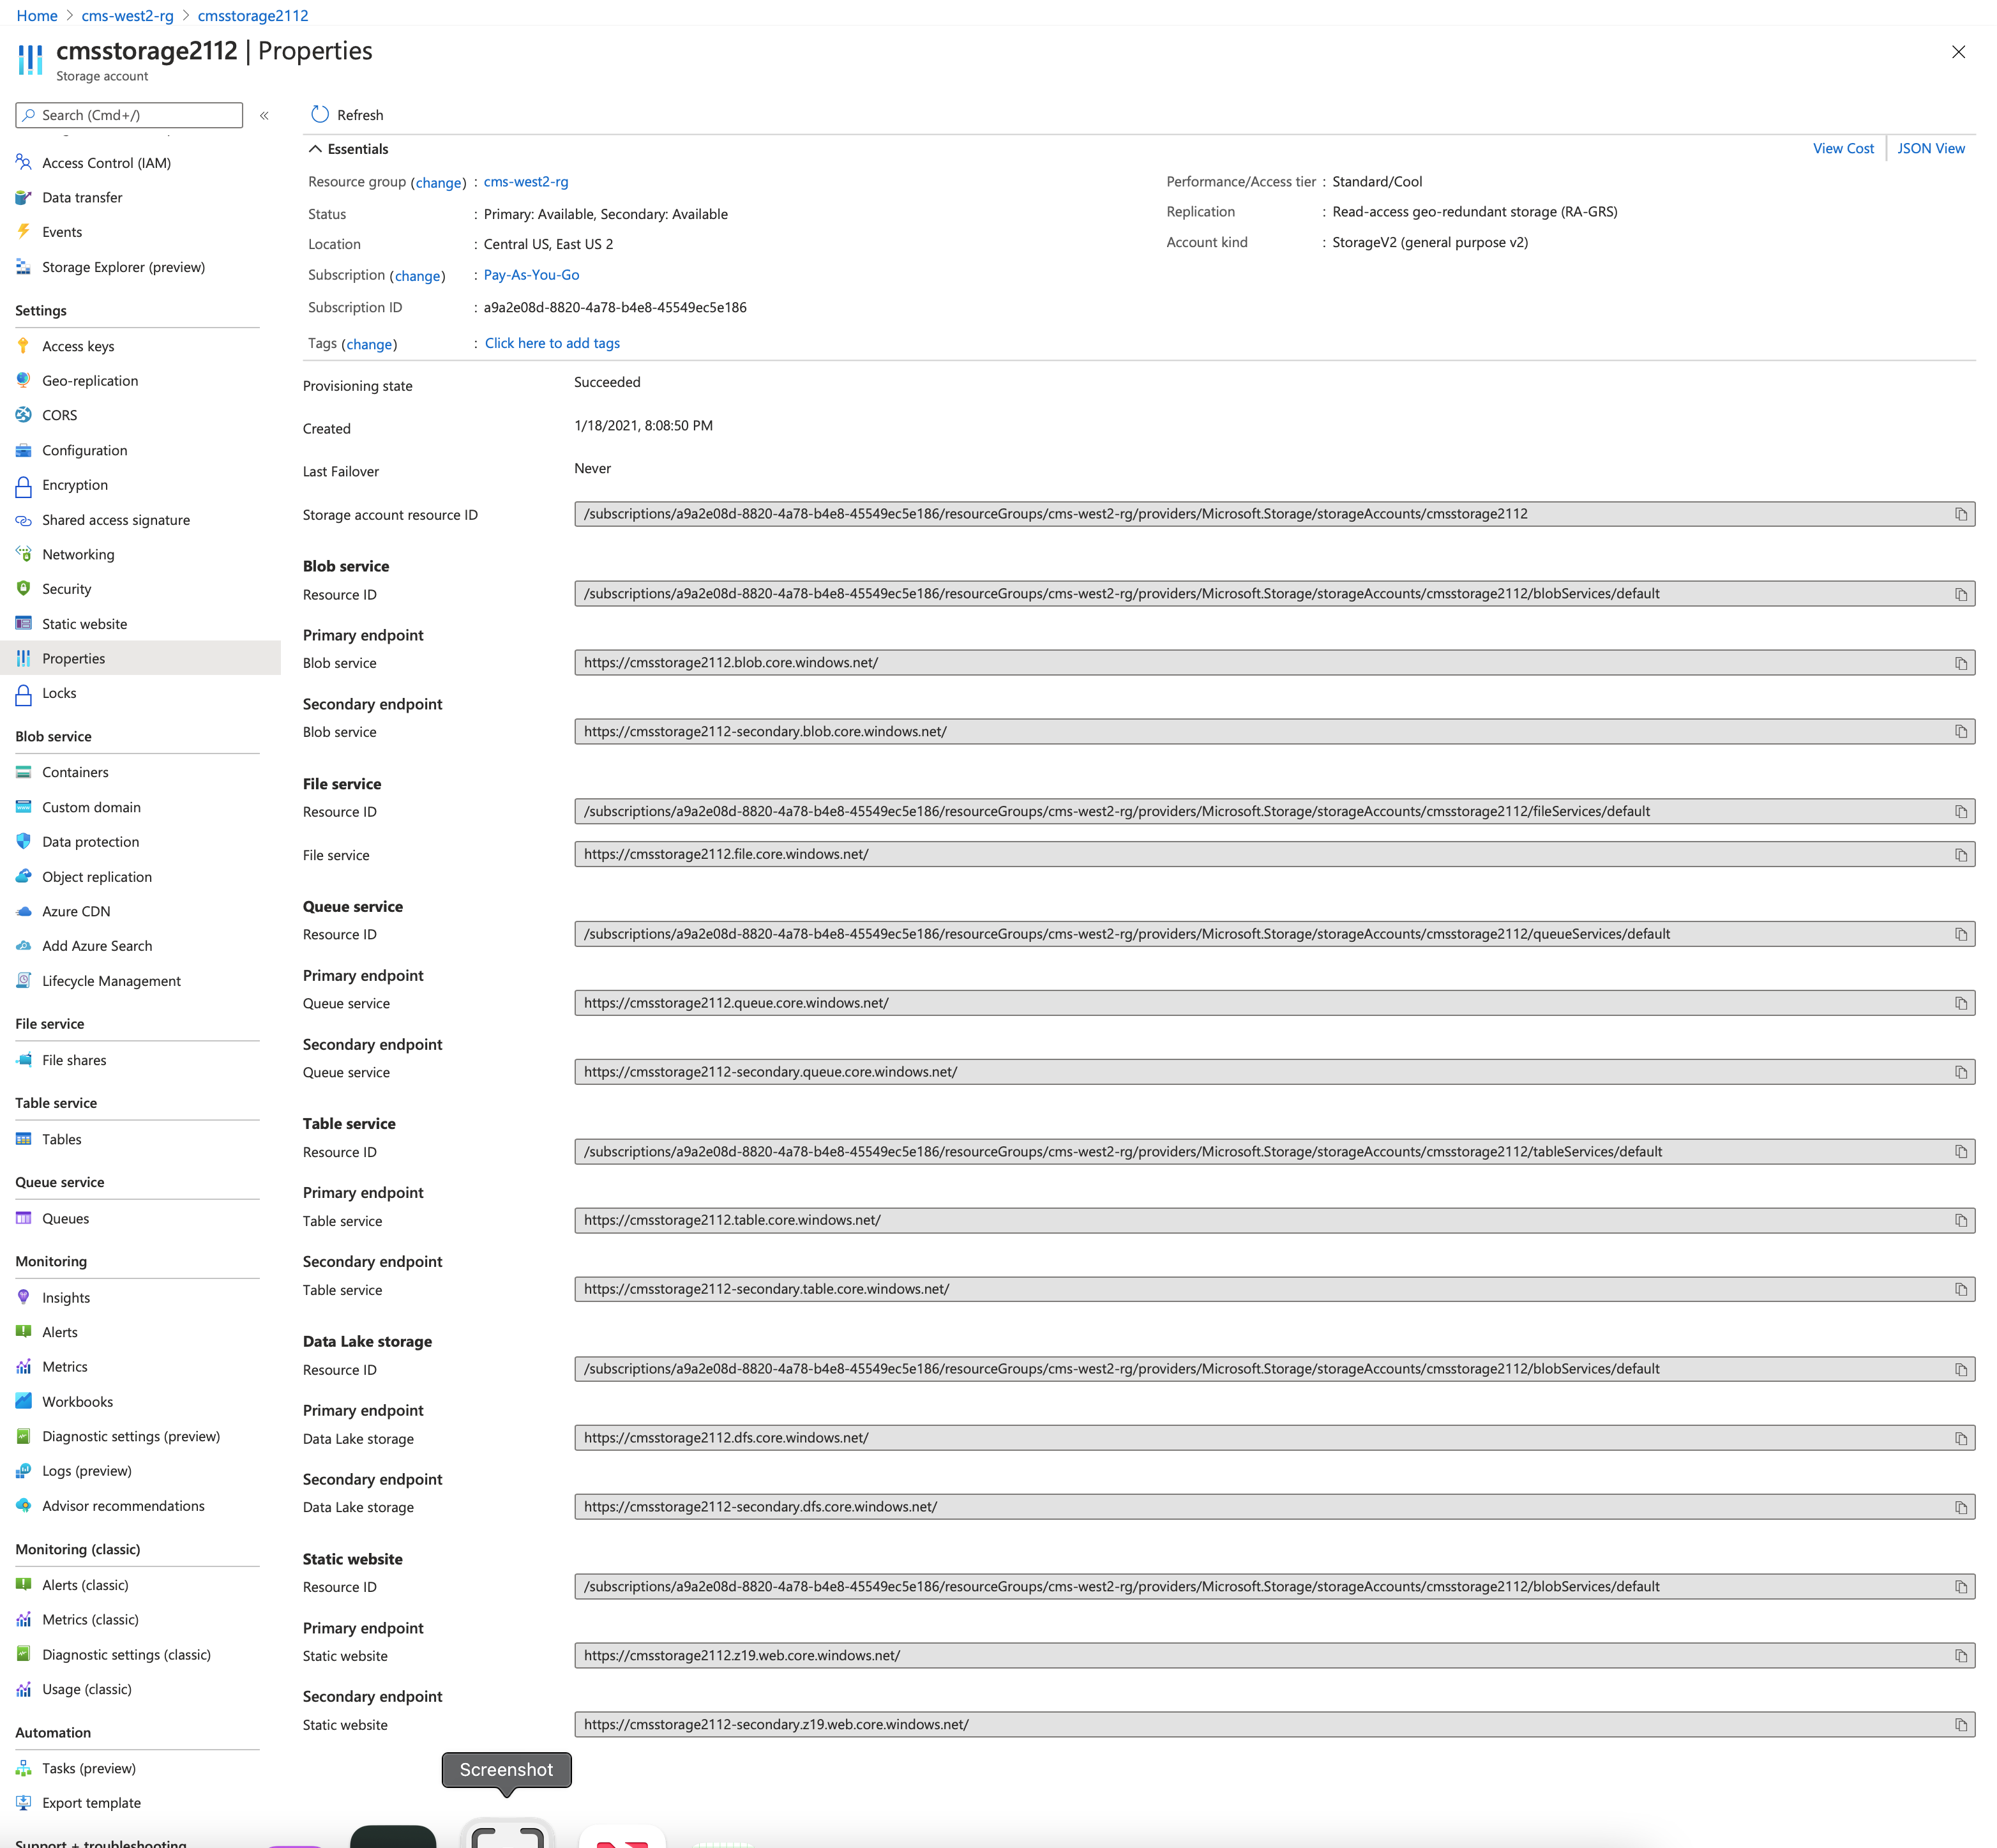 Home > cms-west2-rg > cmsstorage2112
cmsstorage2112 | Properties
Storage account
Search (Cmd+/)
«
Access Control (IAM)
Data transfer
Events
Storage Explorer (preview)
Settings
Access keys
Geo-replication
CORS
Configuration
Encryption
Shared access signature
Networking
Security
Static website
Properties
Locks
Blob service
Containers
Custom domain
Data protection
Object replication
Azure CDN
Add Azure Search
Lifecycle Management
File service
File shares
Table service
Tables
Queue service
Queues
Monitoring
Insights
Alerts
Metrics
Workbooks
Diagnostic settings (preview)
Logs (preview)
Advisor recommendations
Monitoring (classic)
Alerts (classic)
Metrics (classic)
Diagnostic settings (classic)
Usage (classic)
Automation
Tasks (preview)
Export template
Support + troubleshooting
Refresh
Essentials
View Cost
JSON View
Resource group (change) : cms-west2-rg
Status : Primary: Available, Secondary: Available
Location : Central US, East US 2
Subscription (change) : Pay-As-You-Go
Subscription ID : a9a2e08d-8820-4a78-b4e8-45549ec5e186
Tags (change) : Click here to add tags
Performance/Access tier : Standard/Cool
Replication : Read-access geo-redundant storage (RA-GRS)
Account kind : StorageV2 (general purpose v2)
Provisioning state Succeeded
Created 1/18/2021, 8:08:50 PM
Last Failover Never
Storage account resource ID /subscriptions/a9a2e08d-8820-4a78-b4e8-45549ec5e186/resourceGroups/cms-west2-rg/providers/Microsoft.Storage/storageAccounts/cmsstorage2112
Blob service
Resource ID /subscriptions/a9a2e08d-8820-4a78-b4e8-45549ec5e186/resourceGroups/cms-west2-rg/providers/Microsoft.Storage/storageAccounts/cmsstorage2112/blobServices/default
Primary endpoint
Blob service https://cmsstorage2112.blob.core.windows.net/
Secondary endpoint
Blob service https://cmsstorage2112-secondary.blob.core.windows.net/
File service
Resource ID /subscriptions/a9a2e08d-8820-4a78-b4e8-45549ec5e186/resourceGroups/cms-west2-rg/providers/Microsoft.Storage/storageAccounts/cmsstorage2112/fileServices/default
File service https://cmsstorage2112.file.core.windows.net/
Queue service
Resource ID /subscriptions/a9a2e08d-8820-4a78-b4e8-45549ec5e186/resourceGroups/cms-west2-rg/providers/Microsoft.Storage/storageAccounts/cmsstorage2112/queueServices/default
Primary endpoint
Queue service https://cmsstorage2112.queue.core.windows.net/
Secondary endpoint
Queue service https://cmsstorage2112-secondary.queue.core.windows.net/
Table service
Resource ID /subscriptions/a9a2e08d-8820-4a78-b4e8-45549ec5e186/resourceGroups/cms-west2-rg/providers/Microsoft.Storage/storageAccounts/cmsstorage2112/tableServices/default
Primary endpoint
Table service https://cmsstorage2112.table.core.windows.net/
Secondary endpoint
Table service https://cmsstorage2112-secondary.table.core.windows.net/
Data Lake storage
Resource ID /subscriptions/a9a2e08d-8820-4a78-b4e8-45549ec5e186/resourceGroups/cms-west2-rg/providers/Microsoft.Storage/storageAccounts/cmsstorage2112/blobServices/default
Primary endpoint
Data Lake storage https://cmsstorage2112.dfs.core.windows.net/
Secondary endpoint
Data Lake storage https://cmsstorage2112-secondary.dfs.core.windows.net/
Static website
Resource ID /subscriptions/a9a2e08d-8820-4a78-b4e8-45549ec5e186/resourceGroups/cms-west2-rg/providers/Microsoft.Storage/storageAccounts/cmsstorage2112/blobServices/default
Primary endpoint
Static website https://cmsstorage2112.z19.web.core.windows.net/
Secondary endpoint
Static website https://cmsstorage2112-secondary.z19.web.core.windows.net/
Screenshot